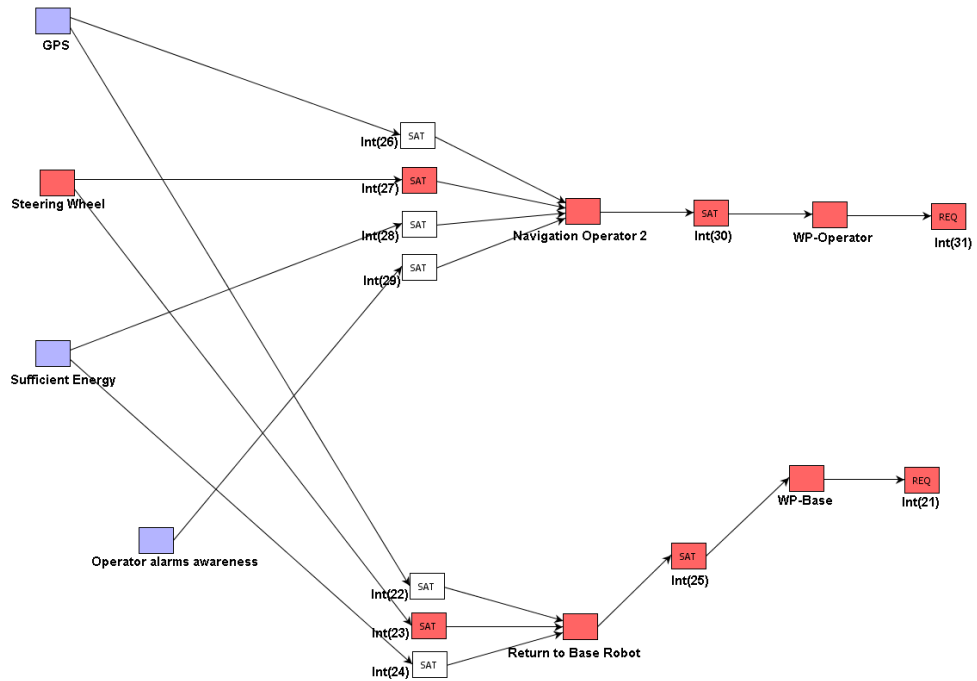 GPS
SAT
Int(26)
SAT
Int(27)
Steering Wheel
SAT
Int(28)
Navigation Operator 2
SAT
Int(30)
WP-Operator
REQ
Int(31)
SAT
Int(29)
Sufficient Energy
WP-Base
REQ
Int(21)
Operator alarms awareness
SAT
Int(25)
SAT
Int(22)
SAT
Int(23)
Return to Base Robot
SAT
Int(24)